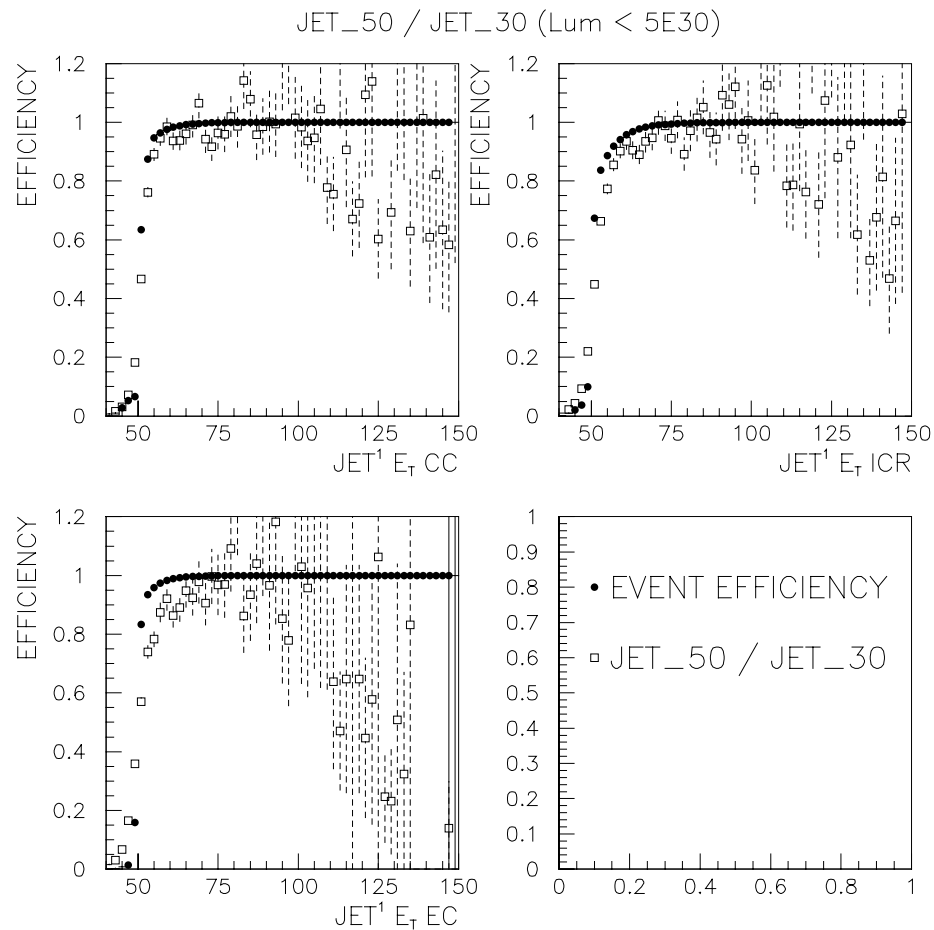 JET_50 / JET_30 (Lum < 5E30)
EFFICIENCY
1.2
1
0.8
0.6
0.4
0.2
0
50 75 100 125 150
JET¹ E_T CC
EFFICIENCY
1.2
1
0.8
0.6
0.4
0.2
0
50 75 100 125 150
JET¹ E_T ICR
EFFICIENCY
1.2
1
0.8
0.6
0.4
0.2
0
50 75 100 125 150
JET¹ E_T EC
1
0.9
0.8
0.7
0.6
0.5
0.4
0.3
0.2
0.1
0
0 0.2 0.4 0.6 0.8 1
EVENT EFFICIENCY
JET_50 / JET_30